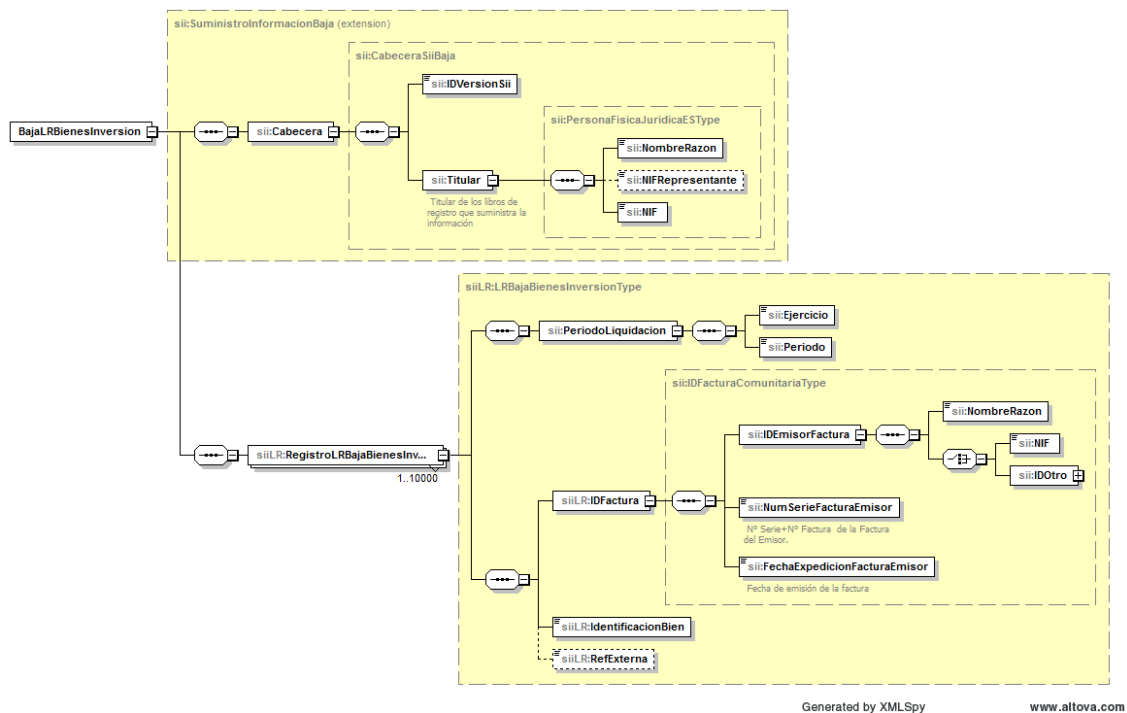 sii:SuministroInformacionBaja (extension)
sii:CabeceraSiiBaja
sii:IDVersionSii
sii:PersonaFisicaJuridicaESType
BajaLRBienesInversion
sii:Cabecera
sii:NombreRazon
sii:Titular
sii:NIFRepresentante
Titular de los libros de
registro que suministra la
información
sii:NIF
siiLR:LRBajaBienesInversionType
sii:PeriodoLiquidacion
sii:Ejercicio
sii:Periodo
sii:IDFacturaComunitariaType
sii:IDEmisorFactura
sii:NombreRazon
sii:NIF
sii:IDOtro
siiLR:RegistroLRBajaBienesInv...
1..10000
siiLR:IDFactura
sii:NumSerieFacturaEmisor
Nº Serie+Nº Factura de la Factura
del Emisor.
sii:FechaExpedicionFacturaEmisor
Fecha de emisión de la factura
siiLR:IdentificacionBien
siiLR:RefExterna
Generated by XMLSpy
www.altova.com